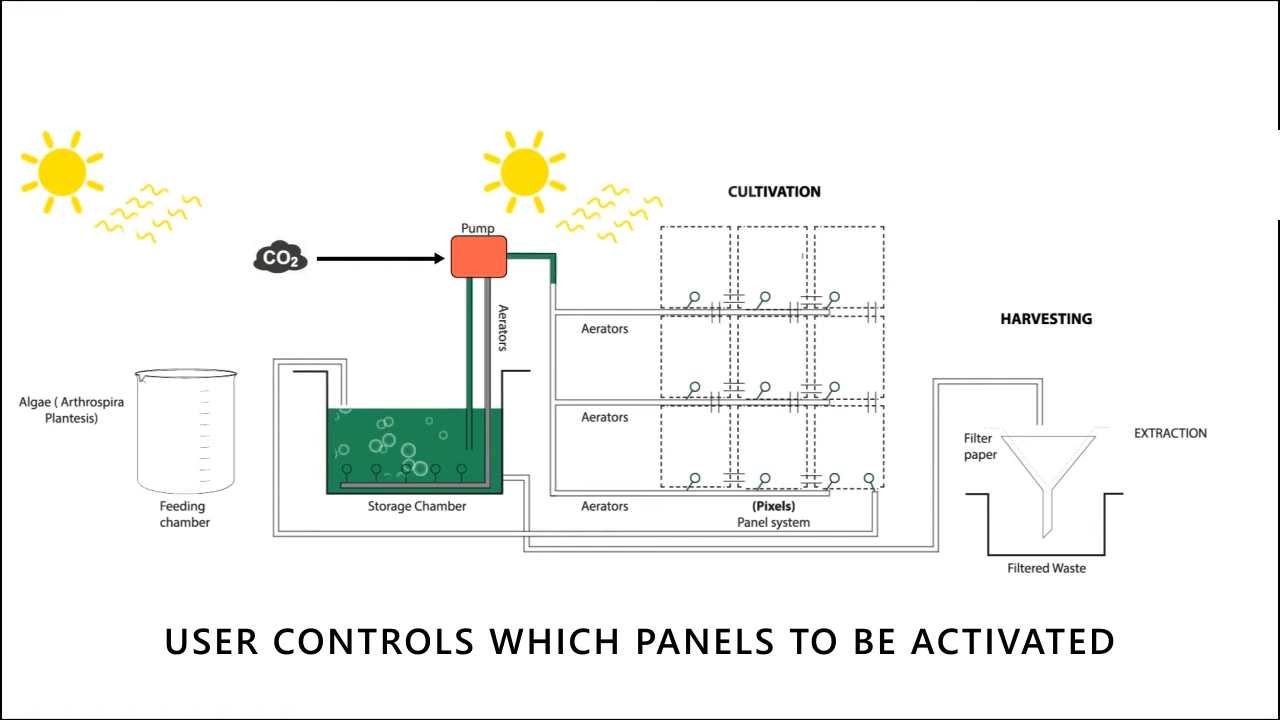 CULTIVATION
Pump
CO2
Aerators
Aerators
HARVESTING
Algae ( Arthrospira
Plantesis)
Aerators
Filter
paper
EXTRACTION
Feeding
chamber
Storage Chamber
Aerators
(Pixels)
Panel system
Filtered Waste
USER CONTROLS WHICH PANELS TO BE ACTIVATED